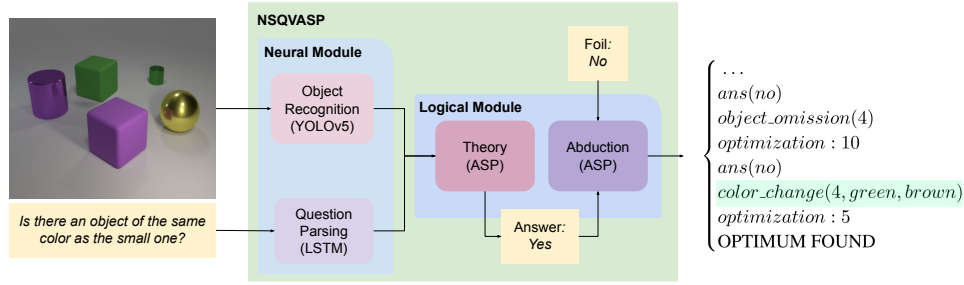 NSQVASP
Neural Module
Object
Recognition
(YOLOv5)
Question
Parsing
(LSTM)
Is there an object of the same
color as the small one?
Logical Module
Theory
(ASP)
Abduction
(ASP)
Foil:
No
Answer:
Yes
...
ans(no)
object_omission(4)
optimization : 10
ans(no)
color_change(4, green, brown)
optimization : 5
OPTIMUM FOUND